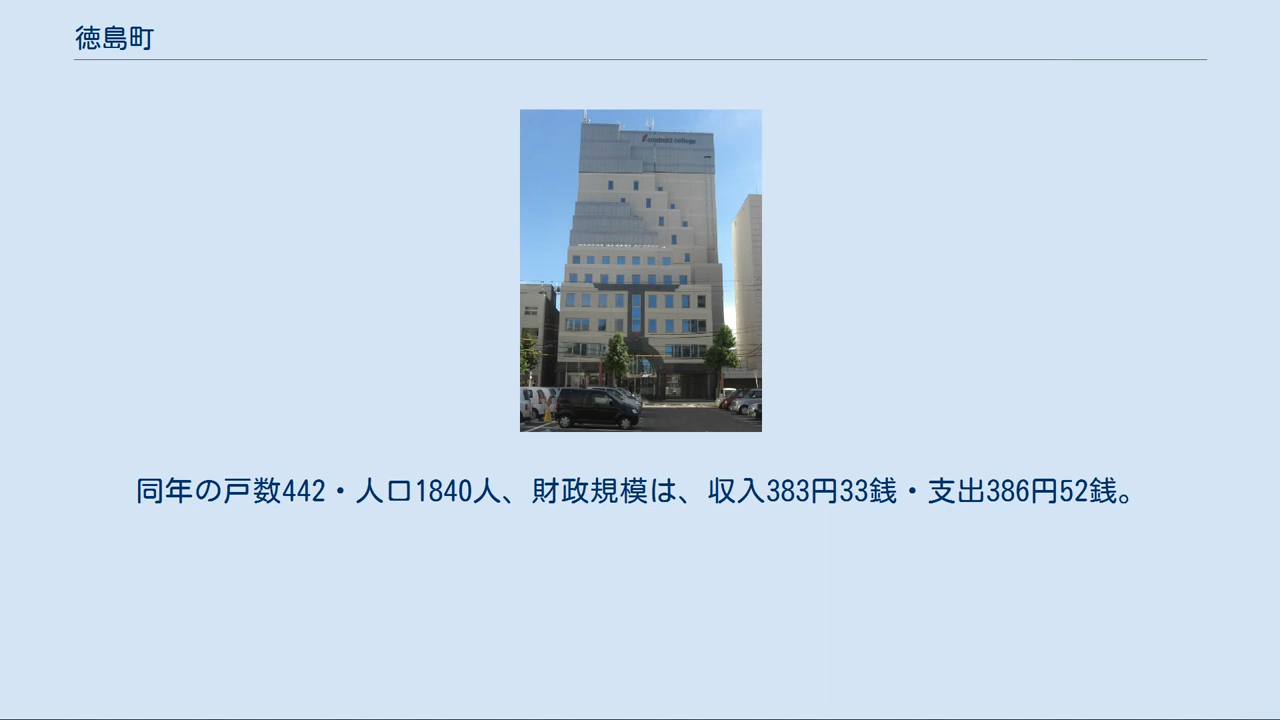 徳島町
anabuki college
同年の戸数442・人口1840人、財政規模は、収入383円33銭・支出386円52銭。